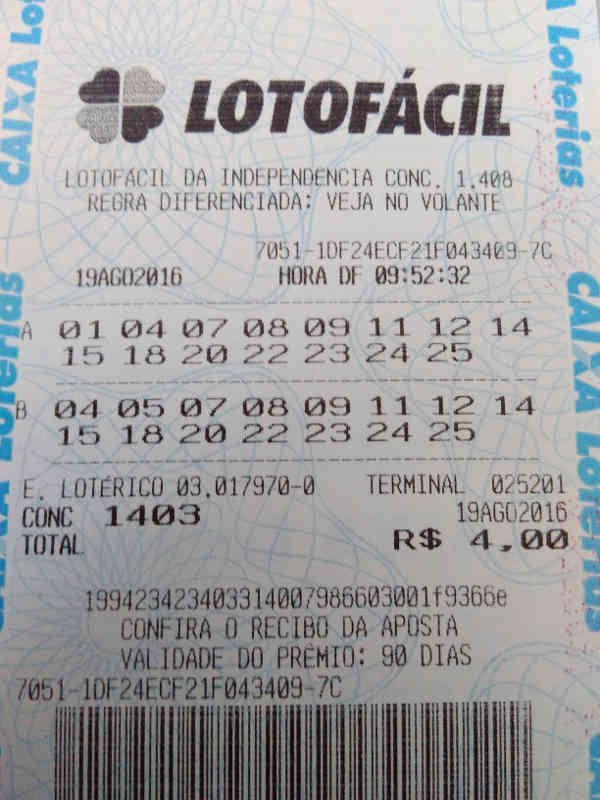 LOTOFÁCIL
LOTOFÁCIL DA INDEPENDENCIA CONC. 1.408
REGRA DIFERENCIADA: VEJA NO VOLANTE
7051-1DF24ECF21F043409-7C
19AGO2016 HORA DF 09:52:32
A 01 04 07 08 09 11 12 14
15 18 20 22 23 24 25
B 04 05 07 08 09 11 12 14
15 18 20 22 23 24 25
E. LOTÉRICO 03.017970-0 TERMINAL 025201
CONC 1403 19AGO2016
TOTAL R$ 4,00
199423423403314007986603001f9366e
CONFIRA O RECIBO DA APOSTA
VALIDADE DO PRÊMIO: 90 DIAS
7051-1DF24ECF21F043409-7C
CAIXA Loterias
CAIXA Loterias